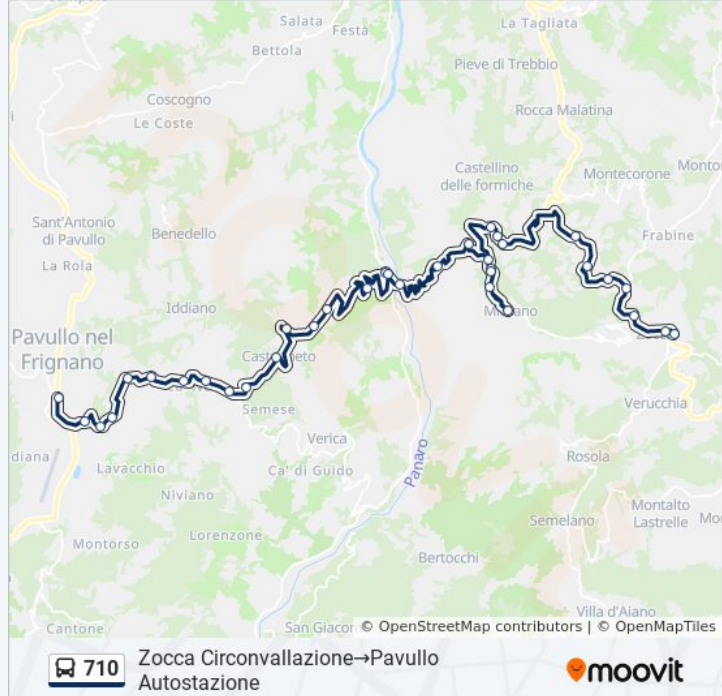 Salata
Festà
La Tagliata
Bettola
Pieve di Trebbio
Coscogno
Le Coste
Rocca Malatina
Castellino
delle formiche
Montecorone
Sant'Antonio
di Pavullo
Benedello
Frabine
La Rola
Iddiano
Pavullo nel
Frignano
Semese
Verucchia
Verica
Ca' di Guido
Panaro
Rosola
Lavacchio
Niviano
Montalto
Lastrelle
Semelano
Lorenzone
Montorso
Bertocchi
Villa d'Aiano
Cantone
San Giacor
© OpenStreetMap contributors | © OpenMapTiles
710
Zocca Circonvallazione→Pavullo
Autostazione
moovit